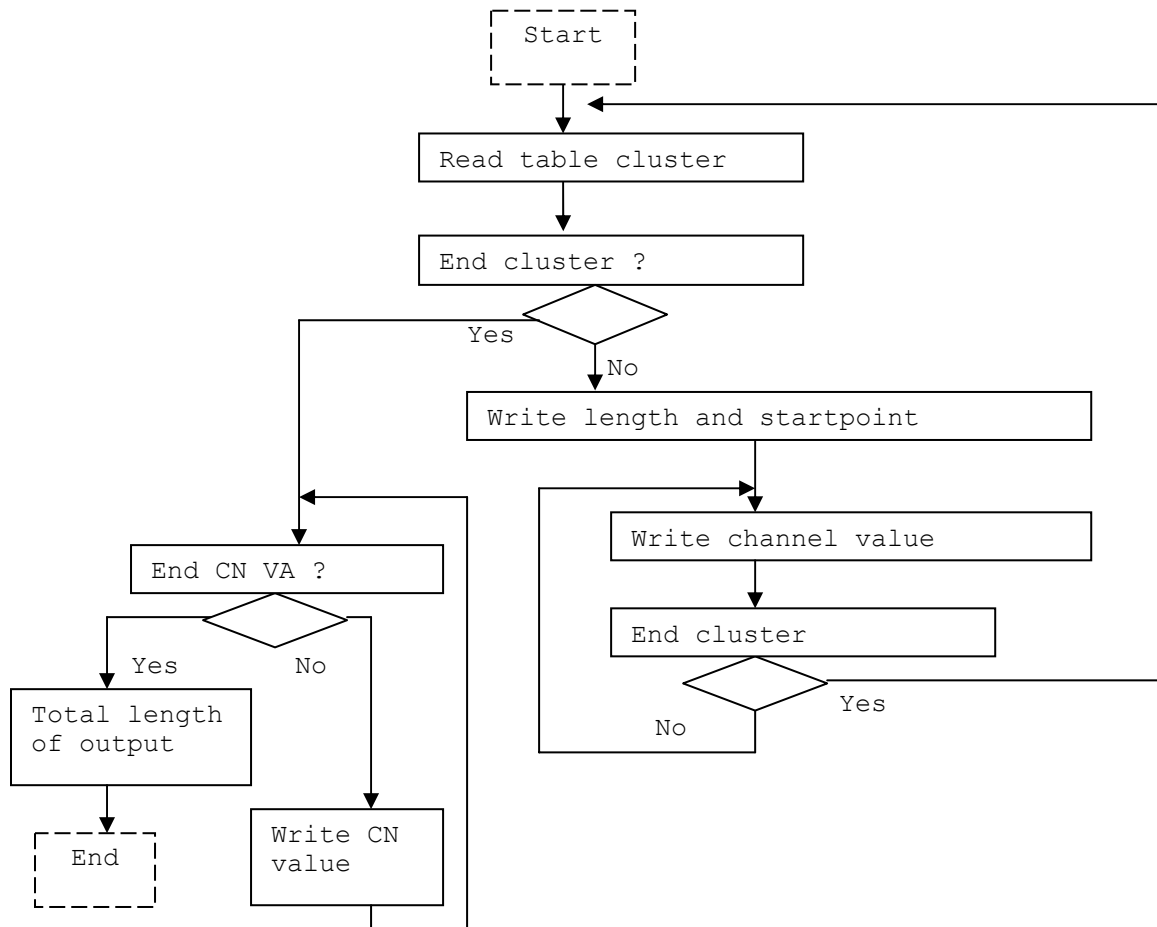 Start
Read table cluster
End cluster ?
Yes
No
Write length and startpoint
Write channel value
End CN VA ?
End cluster
Yes
No
Yes
No
Total length
of output
Write CN
value
End